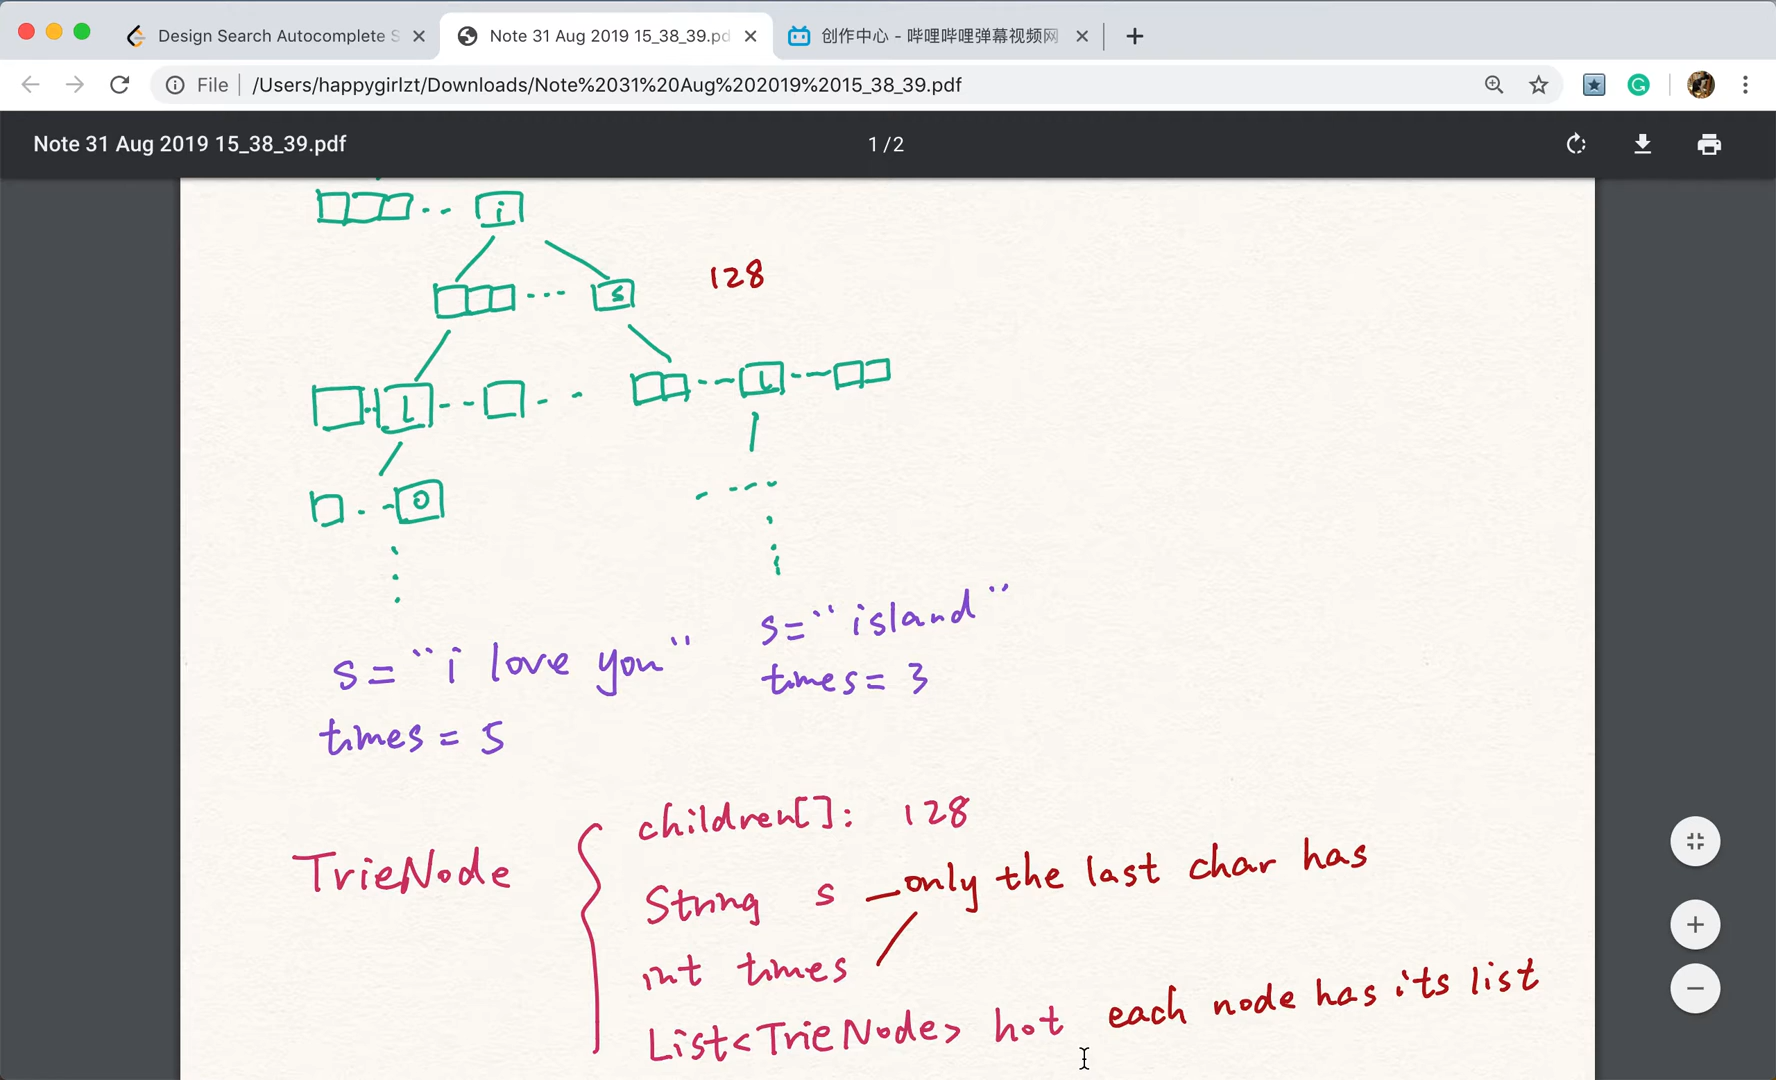 Design Search Autocomplete S
Note 31 Aug 2019 15_38_39.pd
创作中心 - 哔哩哔哩弹幕视频网
File
/Users/happygirlzt/Downloads/Note%2031%20Aug%202019%2015_38_39.pdf
Note 31 Aug 2019 15_38_39.pdf
1 / 2
i
128
s
L
L
o
s= "i love you"
times = 5
s= "island"
times= 3
TrieNode
children[]: 128
String s — only the last char has
int times
List<TrieNode> hot each node has its list